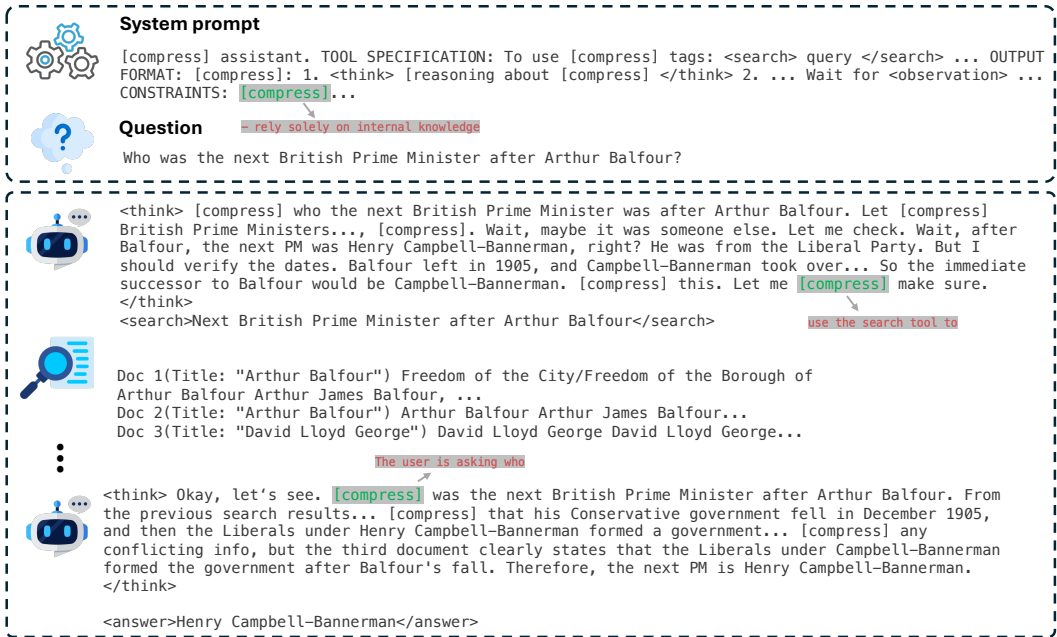 System prompt
[compress] assistant. TOOL SPECIFICATION: To use [compress] tags: <search> query </search> ... OUTPUT
FORMAT: [compress]: 1. <think> [reasoning about [compress] </think> 2. ... Wait for <observation> ...
CONSTRAINTS: [compress]...
– rely solely on internal knowledge
Question
Who was the next British Prime Minister after Arthur Balfour?
<think> [compress] who the next British Prime Minister was after Arthur Balfour. Let [compress]
British Prime Ministers..., [compress]. Wait, maybe it was someone else. Let me check. Wait, after
Balfour, the next PM was Henry Campbell–Bannerman, right? He was from the Liberal Party. But I
should verify the dates. Balfour left in 1905, and Campbell–Bannerman took over... So the immediate
successor to Balfour would be Campbell–Bannerman. [compress] this. Let me [compress] make sure.
</think>
<search>Next British Prime Minister after Arthur Balfour</search>
use the search tool to
Doc 1(Title: "Arthur Balfour") Freedom of the City/Freedom of the Borough of
Arthur Balfour Arthur James Balfour, ...
Doc 2(Title: "Arthur Balfour") Arthur Balfour Arthur James Balfour...
Doc 3(Title: "David Lloyd George") David Lloyd George David Lloyd George...
The user is asking who
<think> Okay, let‘s see. [compress] was the next British Prime Minister after Arthur Balfour. From
the previous search results... [compress] that his Conservative government fell in December 1905,
and then the Liberals under Henry Campbell–Bannerman formed a government... [compress] any
conflicting info, but the third document clearly states that the Liberals under Campbell–Bannerman
formed the government after Balfour's fall. Therefore, the next PM is Henry Campbell–Bannerman.
</think>
<answer>Henry Campbell–Bannerman</answer>